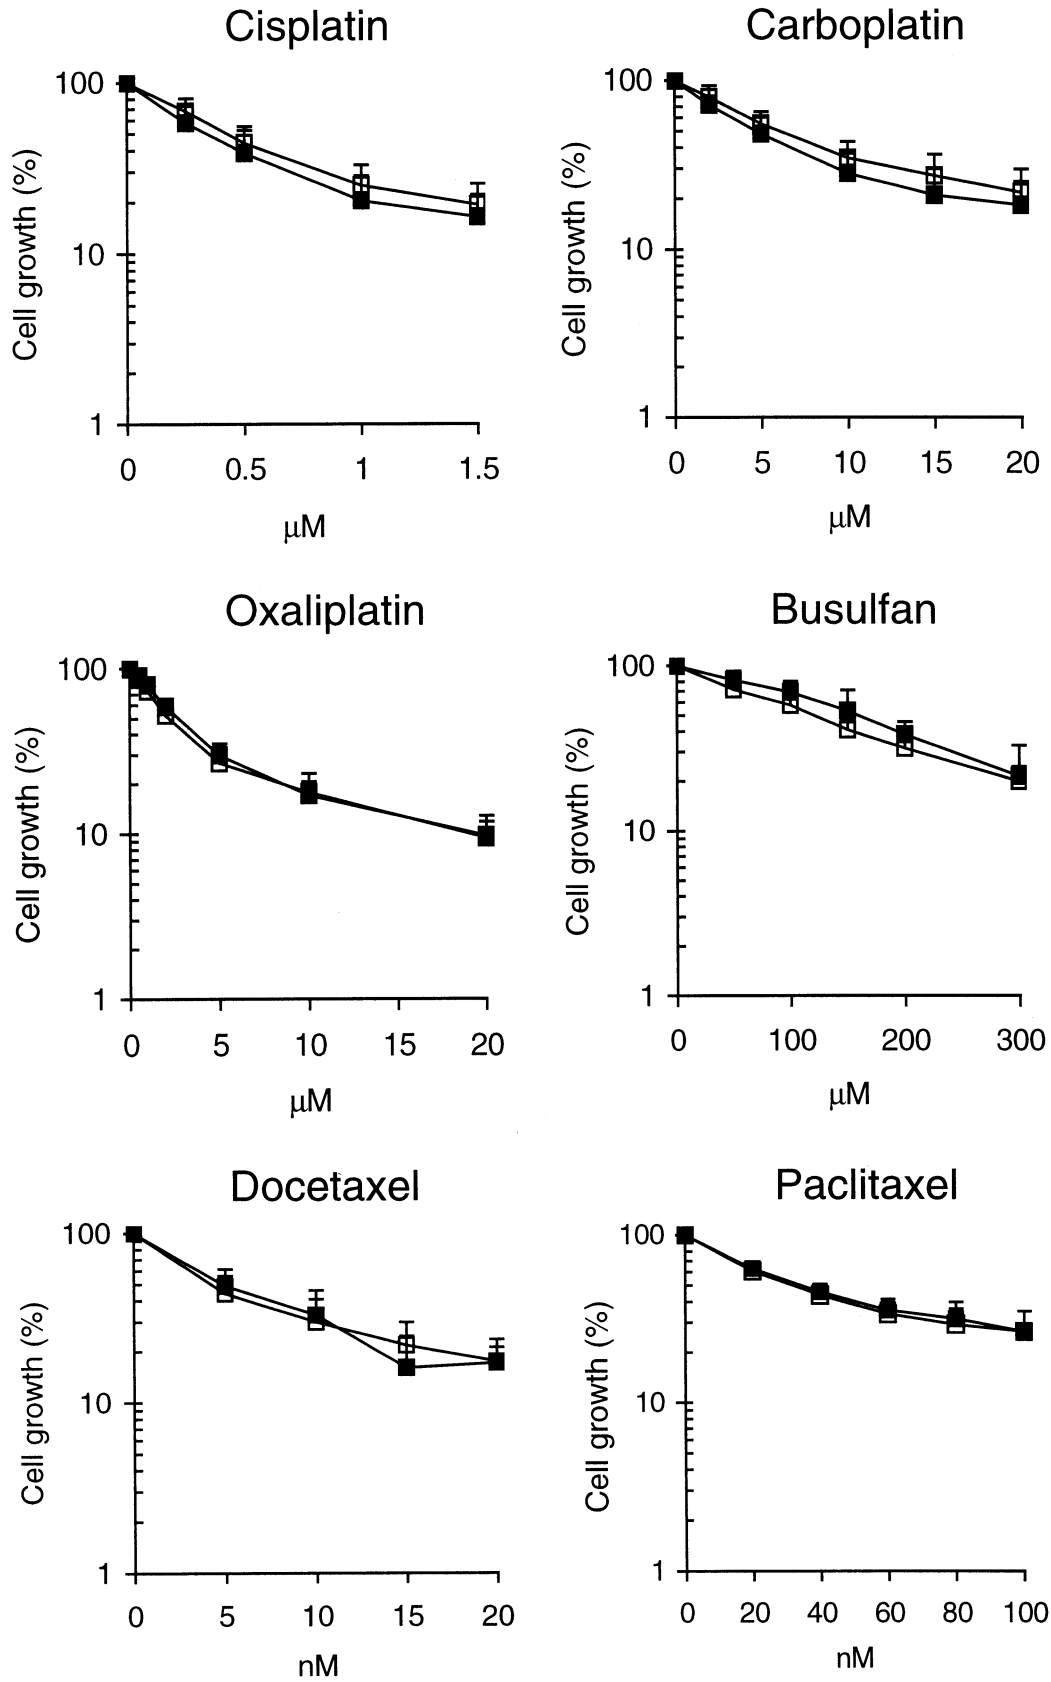 Cisplatin
Cell growth (%)
100
10
1
0 0.5 1 1.5
µM
Carboplatin
Cell growth (%)
100
10
1
0 5 10 15 20
µM
Oxaliplatin
Cell growth (%)
100
10
1
0 5 10 15 20
µM
Busulfan
Cell growth (%)
100
10
1
0 100 200 300
µM
Docetaxel
Cell growth (%)
100
10
1
0 5 10 15 20
nM
Paclitaxel
Cell growth (%)
100
10
1
0 20 40 60 80 100
nM